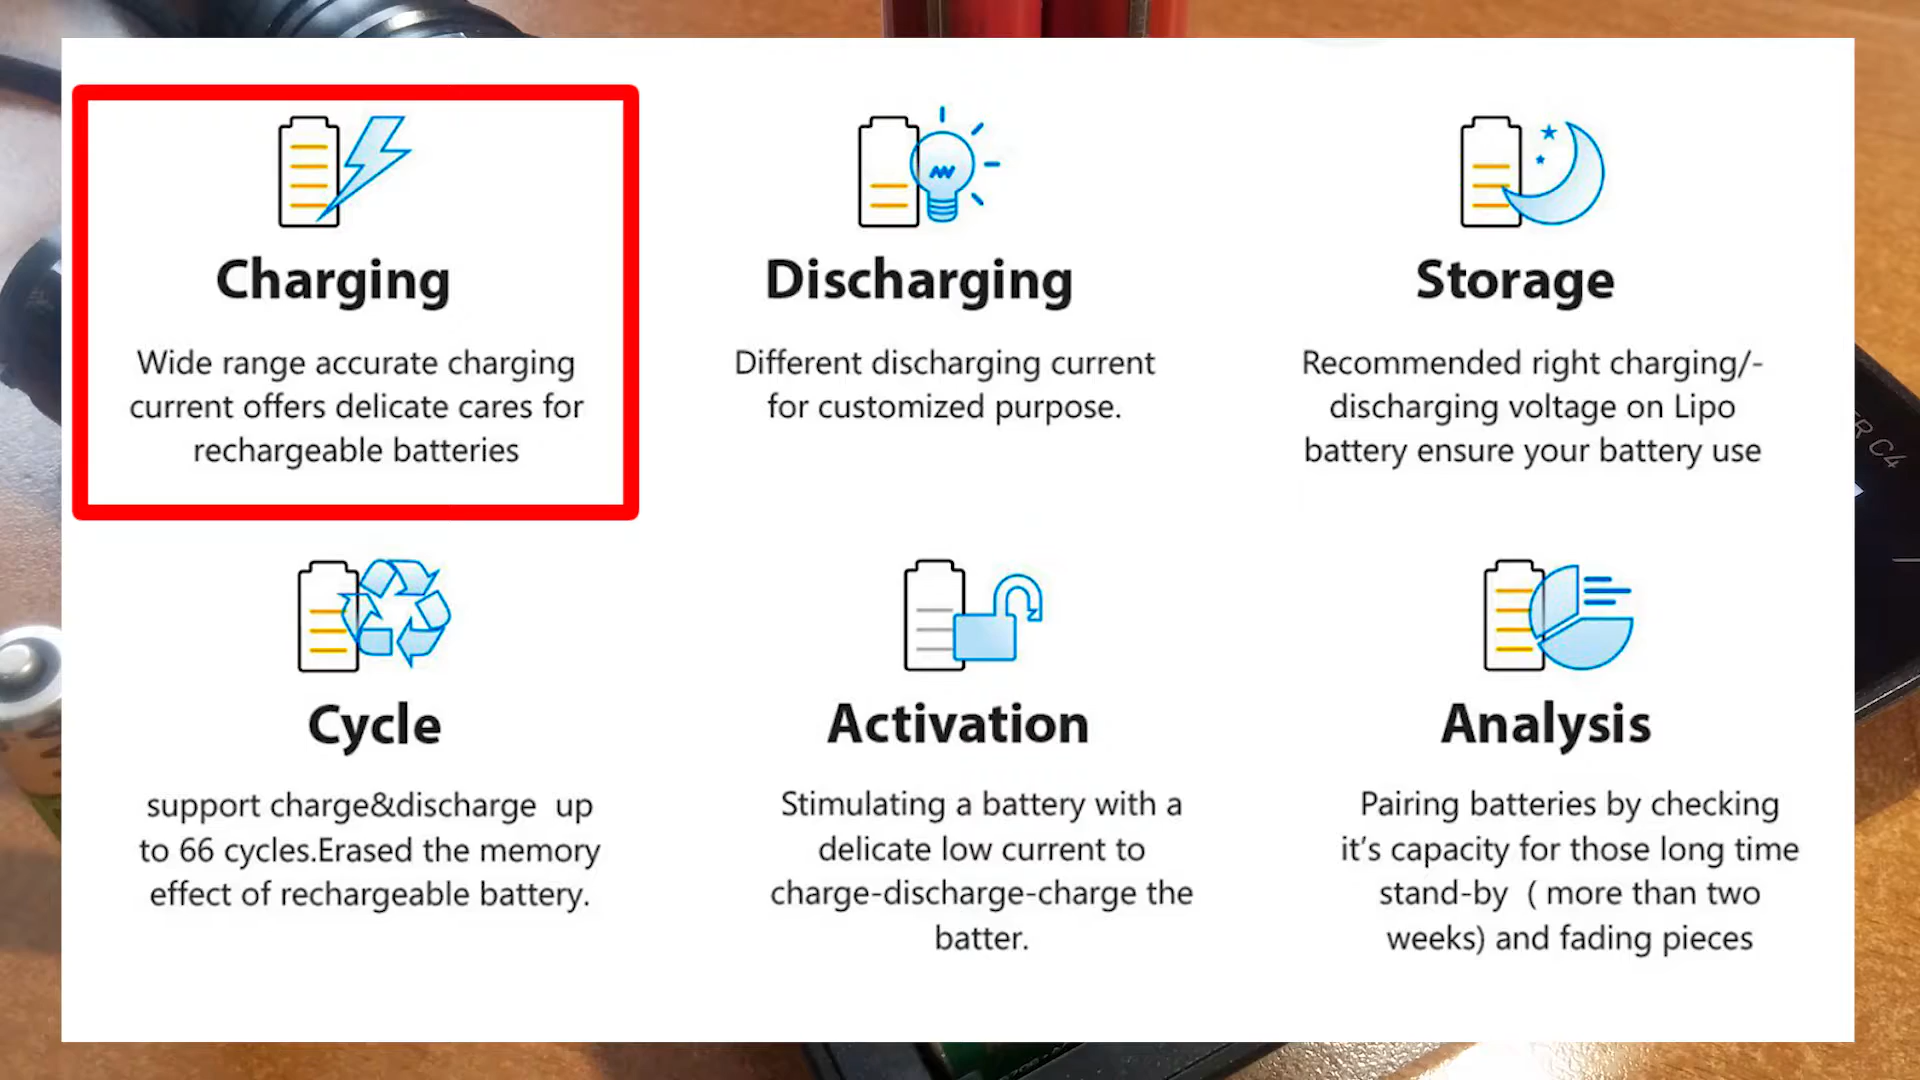 Charging
Wide range accurate charging
current offers delicate cares for
rechargeable batteries
Discharging
Different discharging current
for customized purpose.
Storage
Recommended right charging/-
discharging voltage on Lipo
battery ensure your battery use
Cycle
support charge&discharge  up
to 66 cycles.Erased the memory
effect of rechargeable battery.
Activation
Stimulating a battery with a
delicate low current to
charge-discharge-charge the
batter.
Analysis
Pairing batteries by checking
it's capacity for those long time
stand-by  ( more than two
weeks) and fading pieces
C4